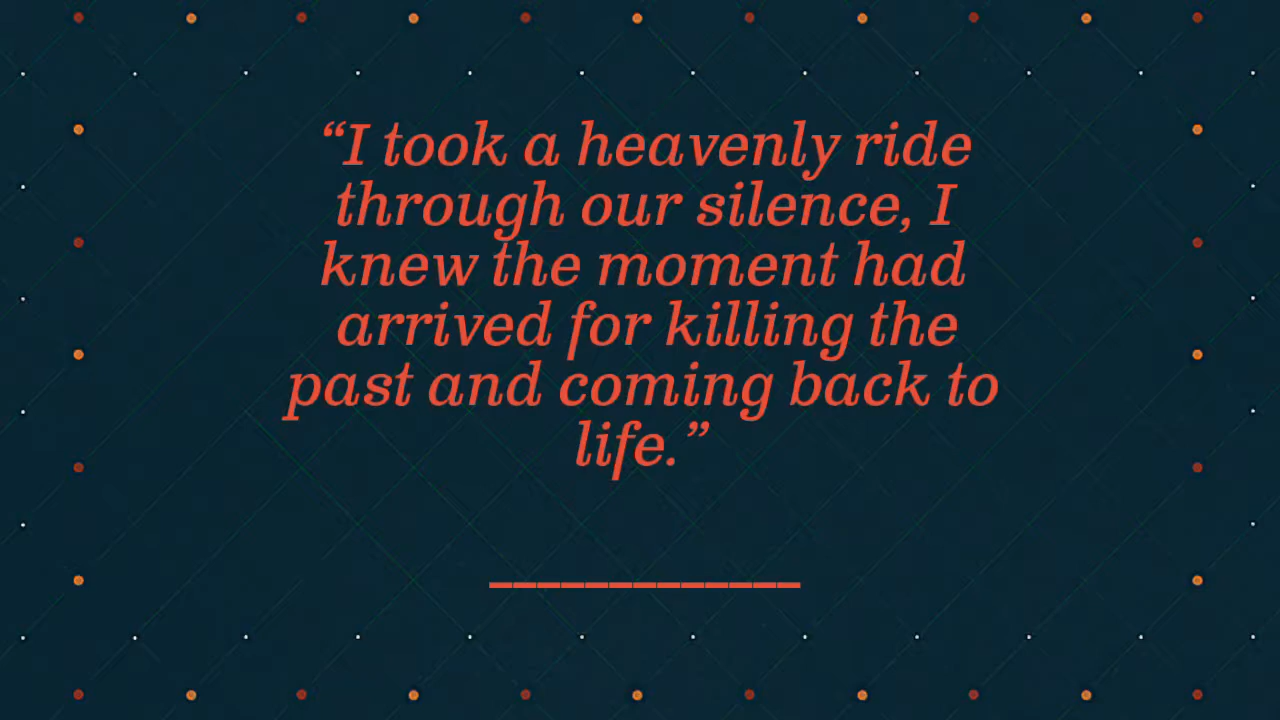 “I took a heavenly ride
through our silence, I
knew the moment had
arrived for killing the
past and coming back to
life.”
_____________